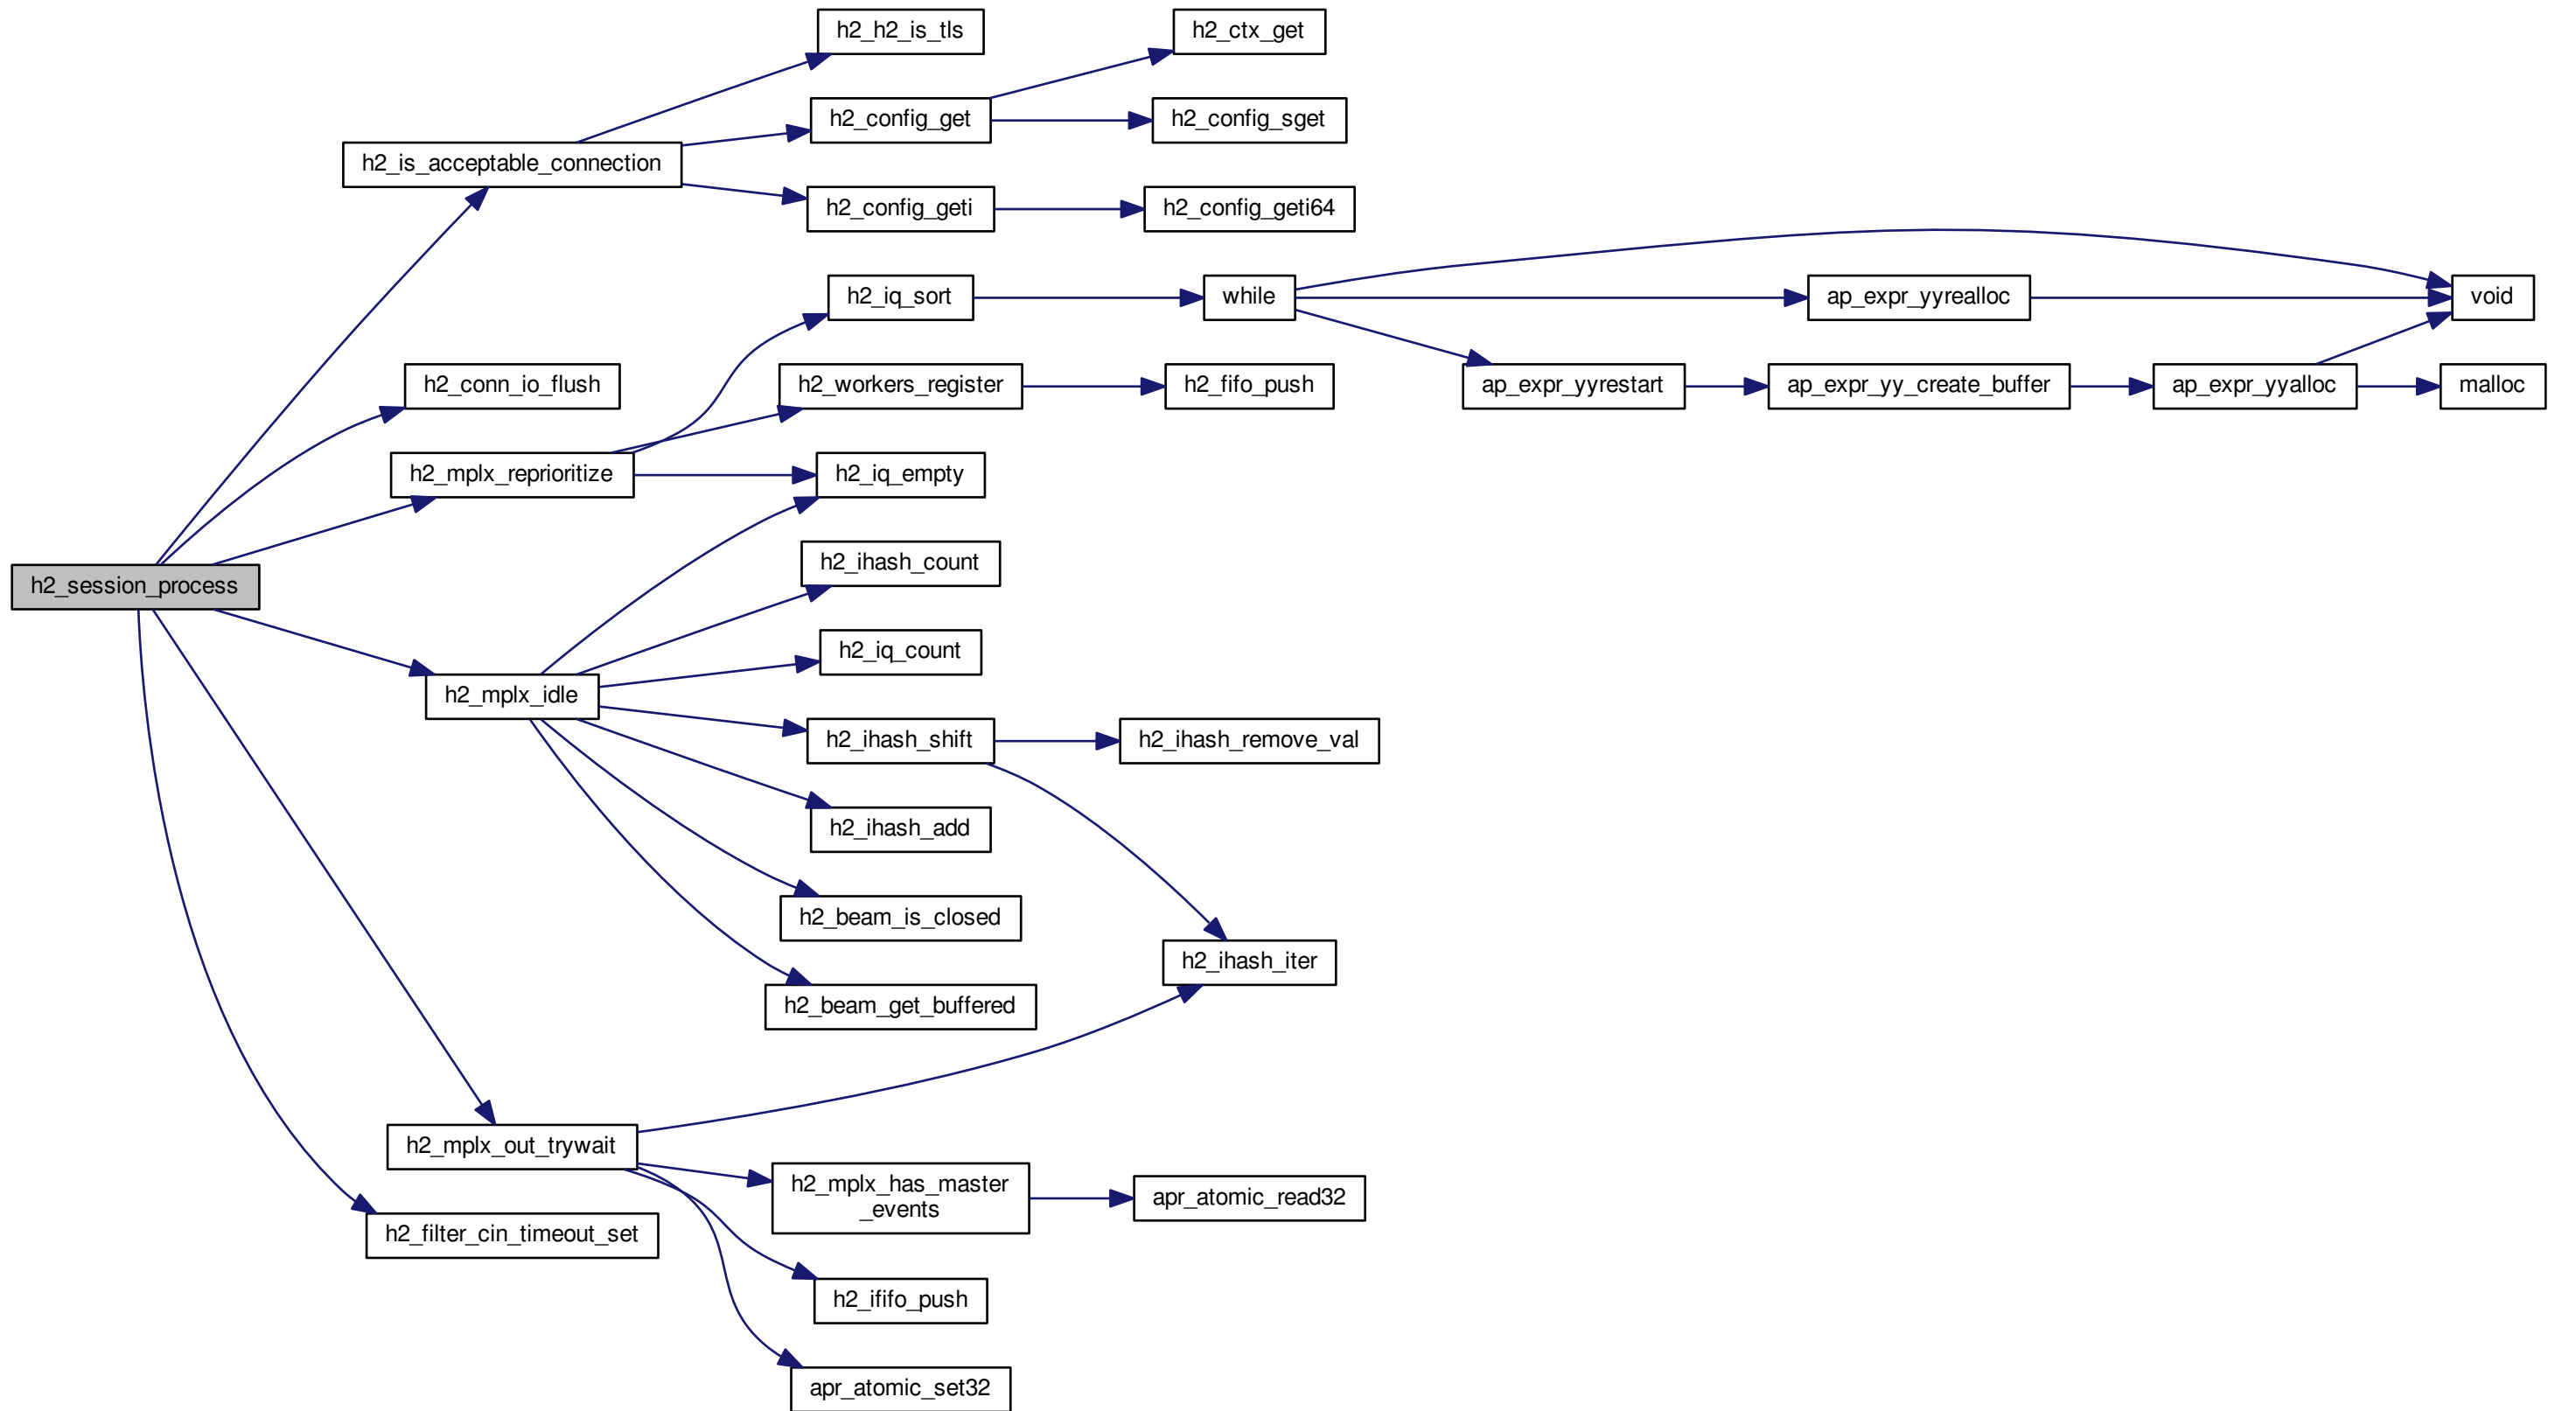 h2_h2_is_tls
h2_ctx_get
h2_config_get
h2_config_sget
h2_is_acceptable_connection
h2_config_geti
h2_config_geti64
h2_iq_sort
while
ap_expr_yyrealloc
void
h2_conn_io_flush
h2_workers_register
h2_fifo_push
ap_expr_yyrestart
ap_expr_yy_create_buffer
ap_expr_yyalloc
malloc
h2_mplx_reprioritize
h2_iq_empty
h2_ihash_count
h2_session_process
h2_iq_count
h2_mplx_idle
h2_ihash_shift
h2_ihash_remove_val
h2_ihash_add
h2_beam_is_closed
h2_ihash_iter
h2_beam_get_buffered
h2_mplx_out_trywait
h2_mplx_has_master
_events
apr_atomic_read32
h2_filter_cin_timeout_set
h2_ififo_push
apr_atomic_set32